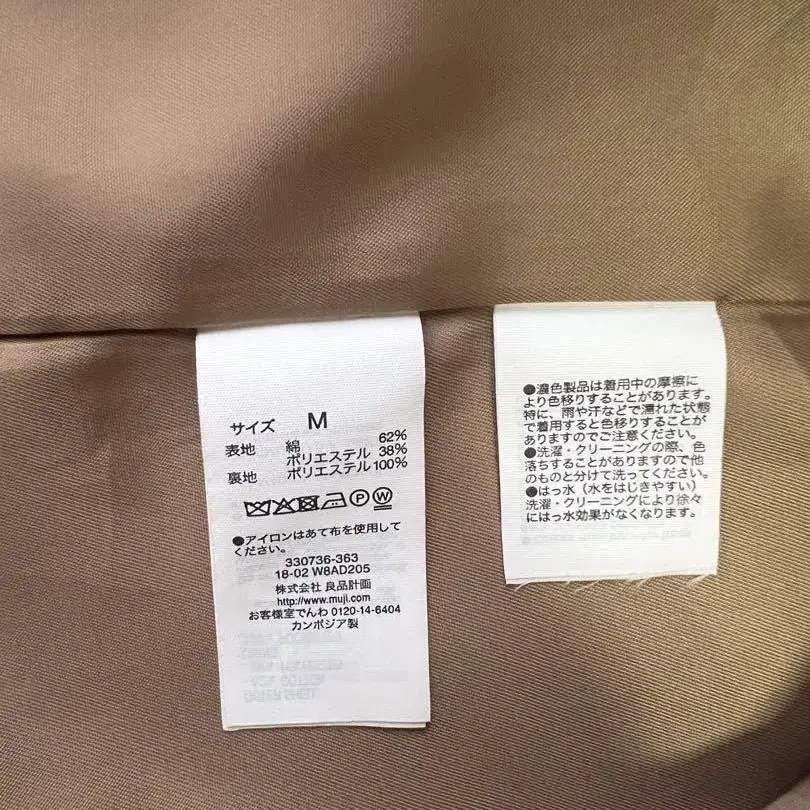 サイズ M
表地 綿 62%
ポリエステル 38%
裏地 ポリエステル 100%
●アイロンはあて布を使用して
ください。
330736-363
18-02 W8AD205
株式会社 良品計画
http://www.muji.com
お客様室でんわ 0120-14-6404
カンボジア製
●濃色製品は着用中の摩擦に
より色移りすることがあります。
特に、雨や汗などで濡れた状態
で着用すると色移りすることが
ありますのでご注意ください。
●洗濯・クリーニングの際、色
落ちすることがありますので他
のものと分けて洗ってください。
●はっ水(水をはじきやすい)
洗濯・クリーニングにより徐々
にはっ水効果がなくなります。